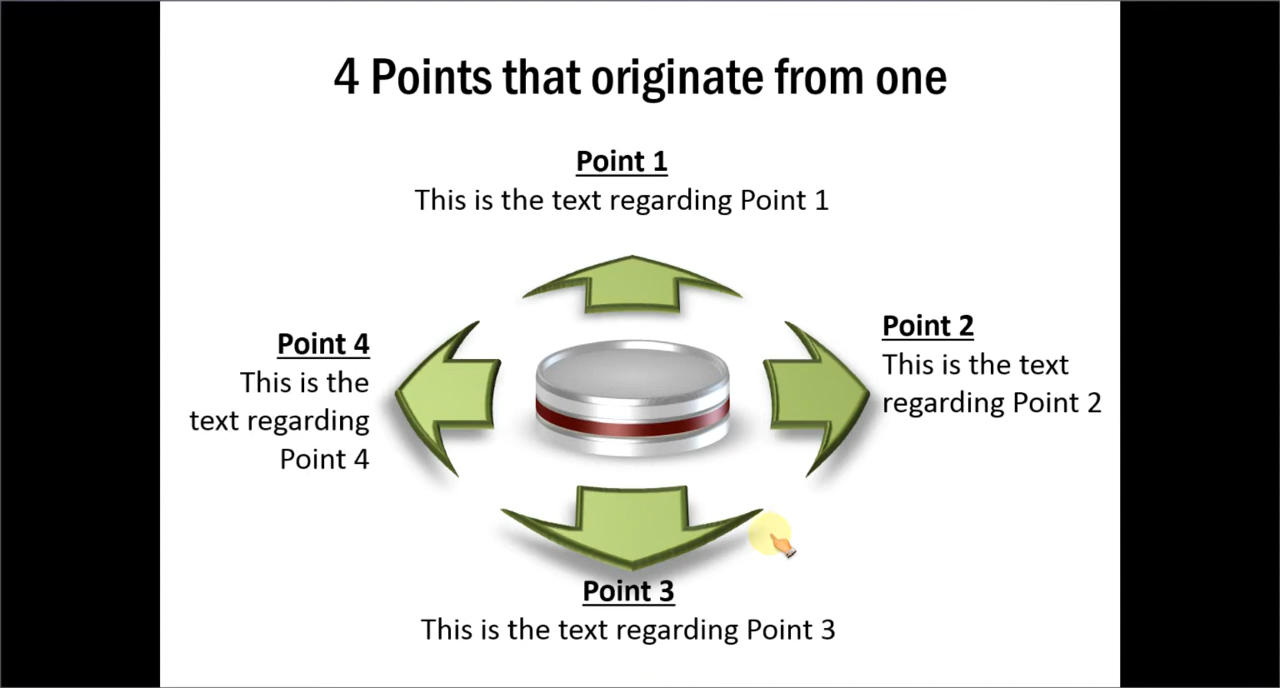 4 Points that originate from one
Point 1
This is the text regarding Point 1
Point 2
This is the text
regarding Point 2
Point 4
This is the
text regarding
Point 4
Point 3
This is the text regarding Point 3